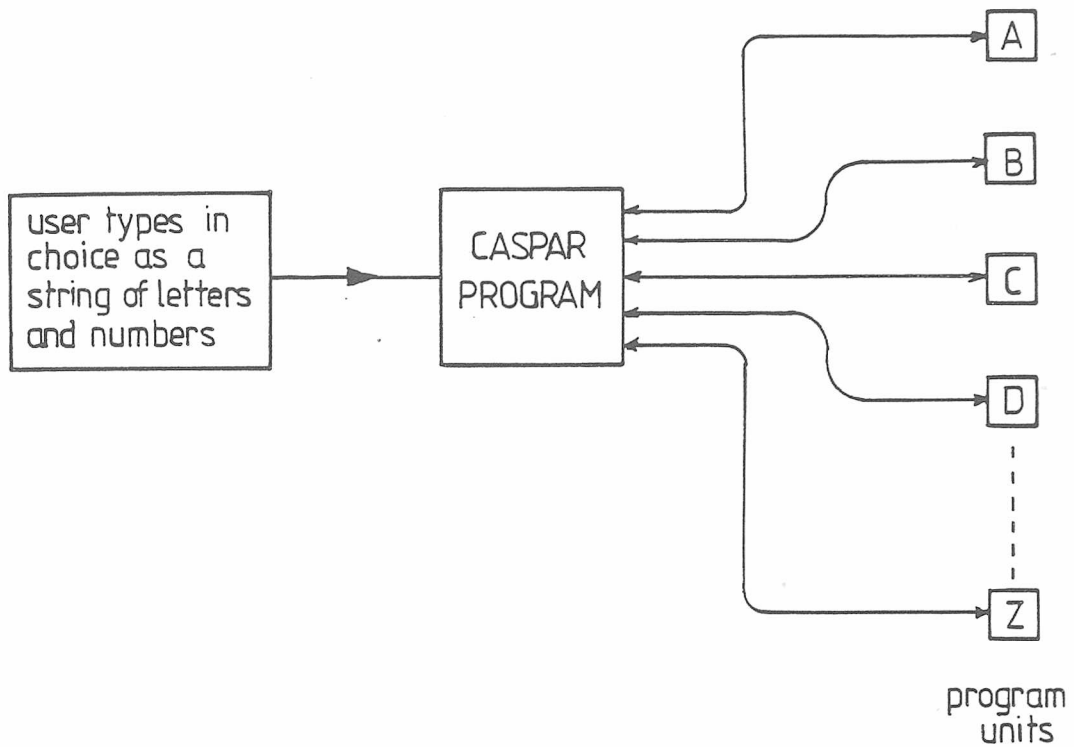 user types in
choice as a
string of letters
and numbers
CASPAR
PROGRAM
A
B
C
D
Z
program
units